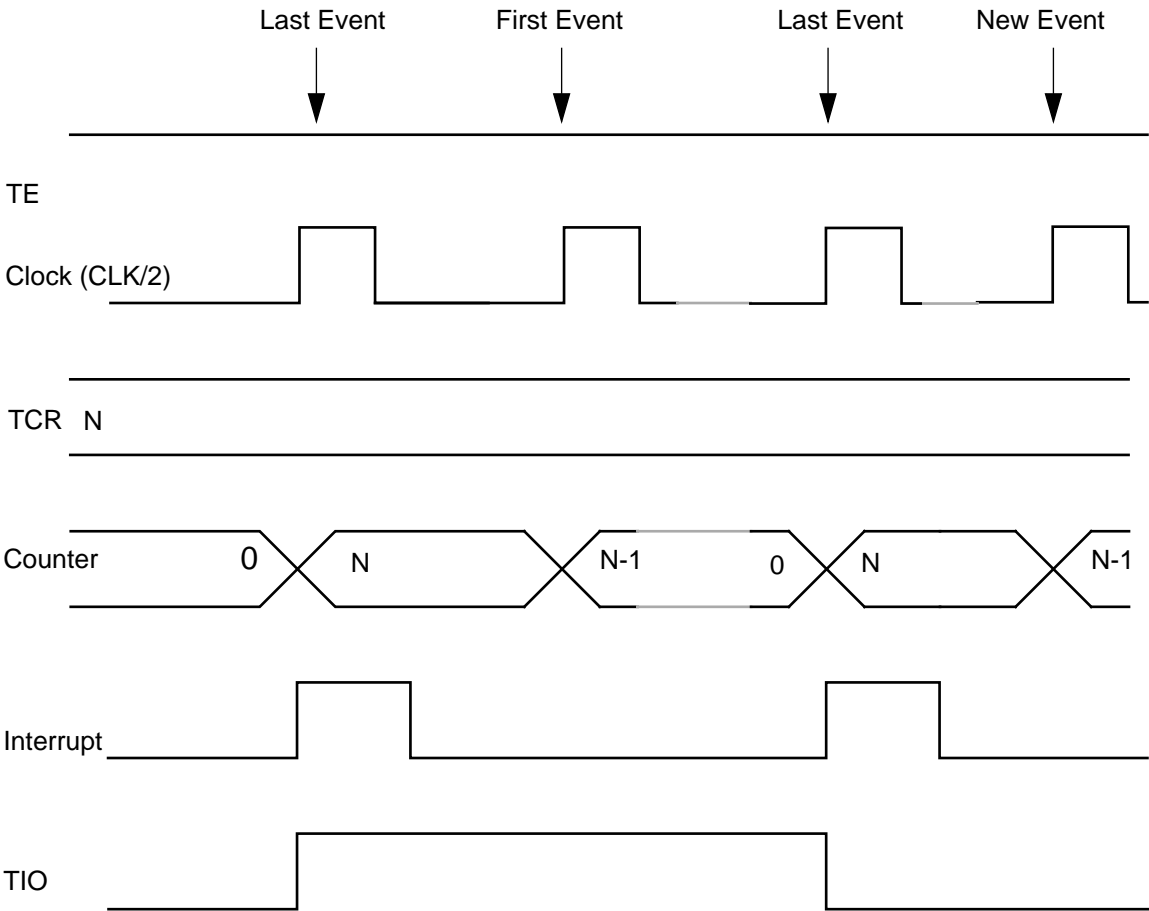 Last Event First Event Last Event New Event
TE
Clock (CLK/2)
TCR N
Counter 0 N N-1 0 N N-1
Interrupt
TIO